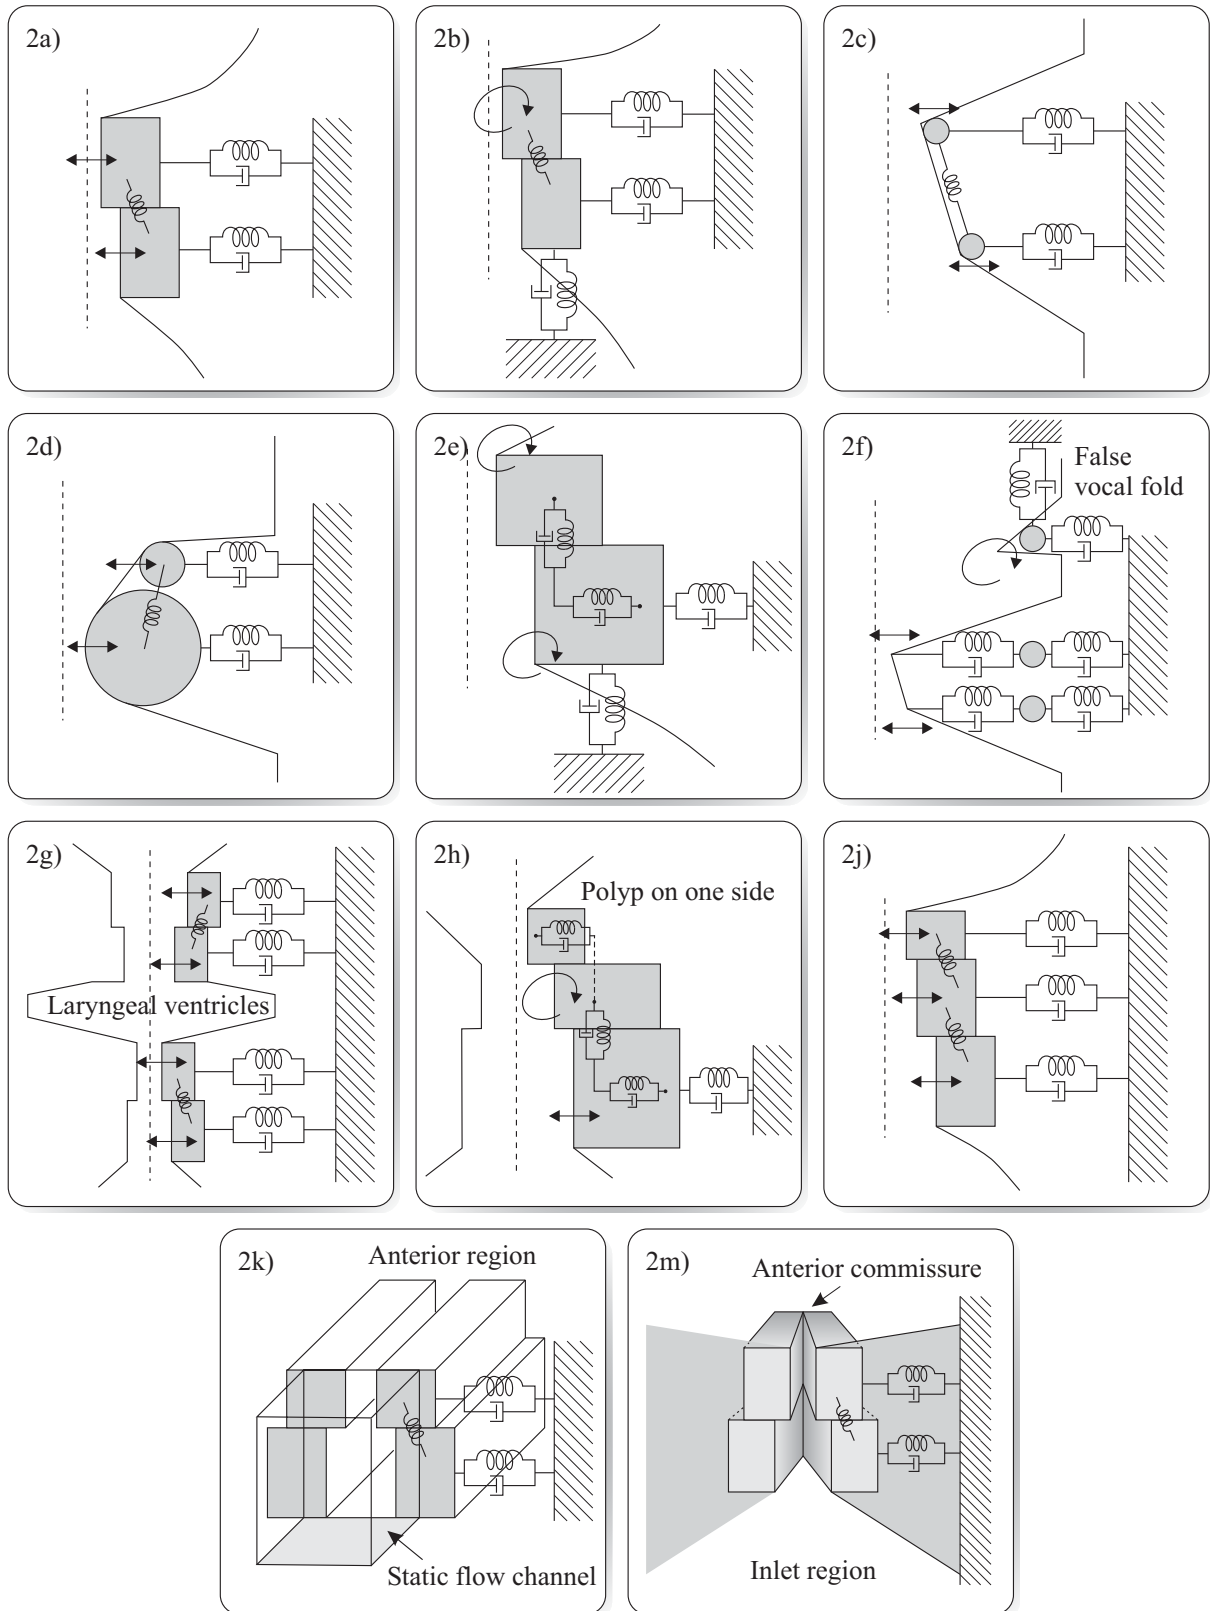 2a)
2b)
2c)
2d)
2e)
2f)
False
vocal fold
2g)
Laryngeal ventricles
2h)
Polyp on one side
2j)
2k)
Anterior region
Static flow channel
2m)
Anterior commissure
Inlet region